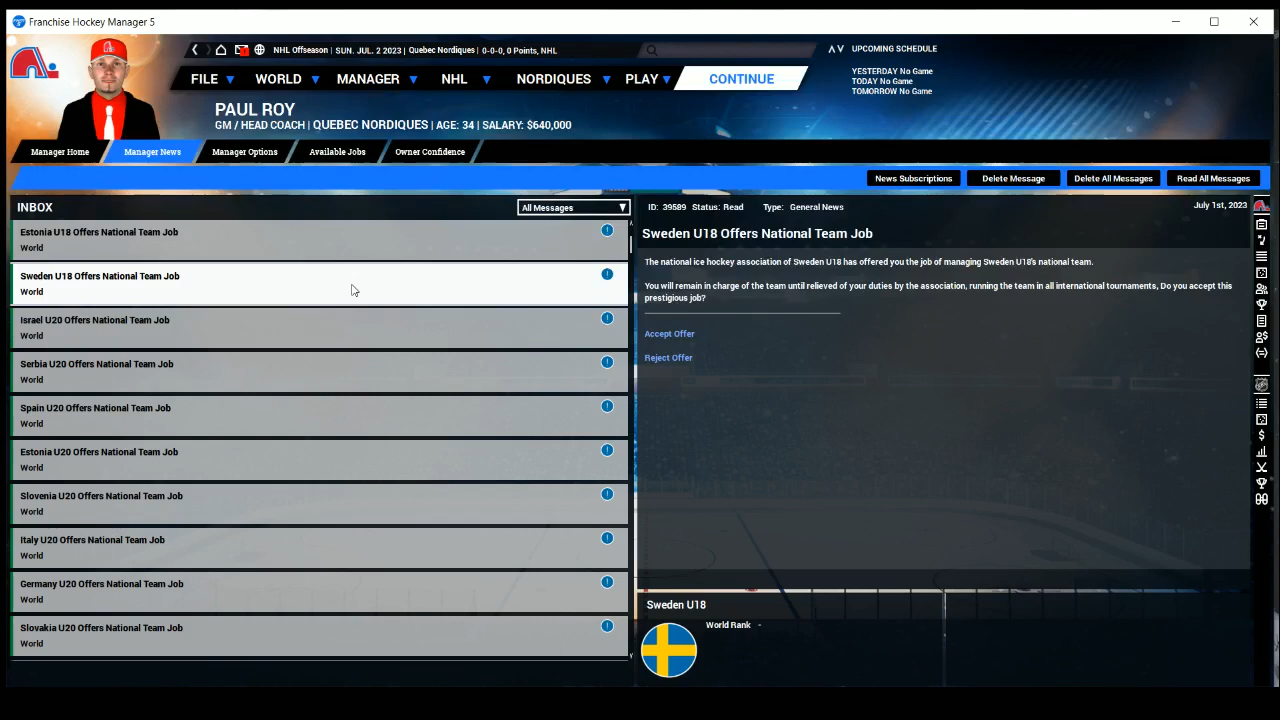 Franchise Hockey Manager 5
NHL Offseason | SUN. JUL. 2 2023 | Quebec Nordiques | 0-0-0, 0 Points, NHL
UPCOMING SCHEDULE
YESTERDAY No Game
TODAY No Game
TOMORROW No Game
FILE
WORLD
MANAGER
NHL
NORDIQUES
PLAY
CONTINUE
PAUL ROY
GM / HEAD COACH | QUEBEC NORDIQUES | AGE: 34 | SALARY: $640,000
Manager Home
Manager News
Manager Options
Available Jobs
Owner Confidence
News Subscriptions
Delete Message
Delete All Messages
Read All Messages
INBOX
All Messages
Estonia U18 Offers National Team Job
World
Sweden U18 Offers National Team Job
World
Israel U20 Offers National Team Job
World
Serbia U20 Offers National Team Job
World
Spain U20 Offers National Team Job
World
Estonia U20 Offers National Team Job
World
Slovenia U20 Offers National Team Job
World
Italy U20 Offers National Team Job
World
Germany U20 Offers National Team Job
World
Slovakia U20 Offers National Team Job
World
ID: 39589 Status: Read Type: General News
July 1st, 2023
Sweden U18 Offers National Team Job
The national ice hockey association of Sweden U18 has offered you the job of managing Sweden U18's national team.
You will remain in charge of the team until relieved of your duties by the association, running the team in all international tournaments, Do you accept this
prestigious job?
Accept Offer
Reject Offer
Sweden U18
World Rank -